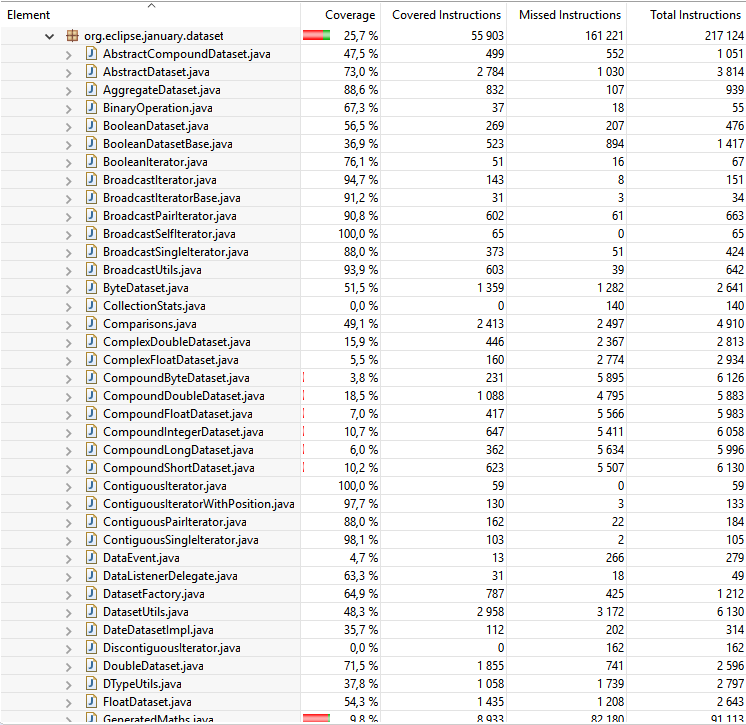 Element Coverage Covered Instructions Missed Instructions Total Instructions
org.eclipse.january.dataset 25,7 % 55 903 161 221 217 124
AbstractCompoundDataset.java 47,5 % 499 552 1 051
AbstractDataset.java 73,0 % 2 784 1 030 3 814
AggregateDataset.java 88,6 % 832 107 939
BinaryOperation.java 67,3 % 37 18 55
BooleanDataset.java 56,5 % 269 207 476
BooleanDatasetBase.java 36,9 % 523 894 1 417
BooleanIterator.java 76,1 % 51 16 67
BroadcastIterator.java 94,7 % 143 8 151
BroadcastIteratorBase.java 91,2 % 31 3 34
BroadcastPairIterator.java 90,8 % 602 61 663
BroadcastSelfIterator.java 100,0 % 65 0 65
BroadcastSingleIterator.java 88,0 % 373 51 424
BroadcastUtils.java 93,9 % 603 39 642
ByteDataset.java 51,5 % 1 359 1 282 2 641
CollectionStats.java 0,0 % 0 140 140
Comparisons.java 49,1 % 2 413 2 497 4 910
ComplexDoubleDataset.java 15,9 % 446 2 367 2 813
ComplexFloatDataset.java 5,5 % 160 2 774 2 934
CompoundByteDataset.java 3,8 % 231 5 895 6 126
CompoundDoubleDataset.java 18,5 % 1 088 4 795 5 883
CompoundFloatDataset.java 7,0 % 417 5 566 5 983
CompoundIntegerDataset.java 10,7 % 647 5 411 6 058
CompoundLongDataset.java 6,0 % 362 5 634 5 996
CompoundShortDataset.java 10,2 % 623 5 507 6 130
ContiguousIterator.java 100,0 % 59 0 59
ContiguousIteratorWithPosition.java 97,7 % 130 3 133
ContiguousPairIterator.java 88,0 % 162 22 184
ContiguousSingleIterator.java 98,1 % 103 2 105
DataEvent.java 4,7 % 13 266 279
DataListenerDelegate.java 63,3 % 31 18 49
DatasetFactory.java 64,9 % 787 425 1 212
DatasetUtils.java 48,3 % 2 958 3 172 6 130
DateDatasetImpl.java 35,7 % 112 202 314
DiscontiguousIterator.java 0,0 % 0 162 162
DoubleDataset.java 71,5 % 1 855 741 2 596
DTypeUtils.java 37,8 % 1 058 1 739 2 797
FloatDataset.java 54,3 % 1 435 1 208 2 643
GeneratedMaths.java 9,8 % 8 933 82 180 91 113